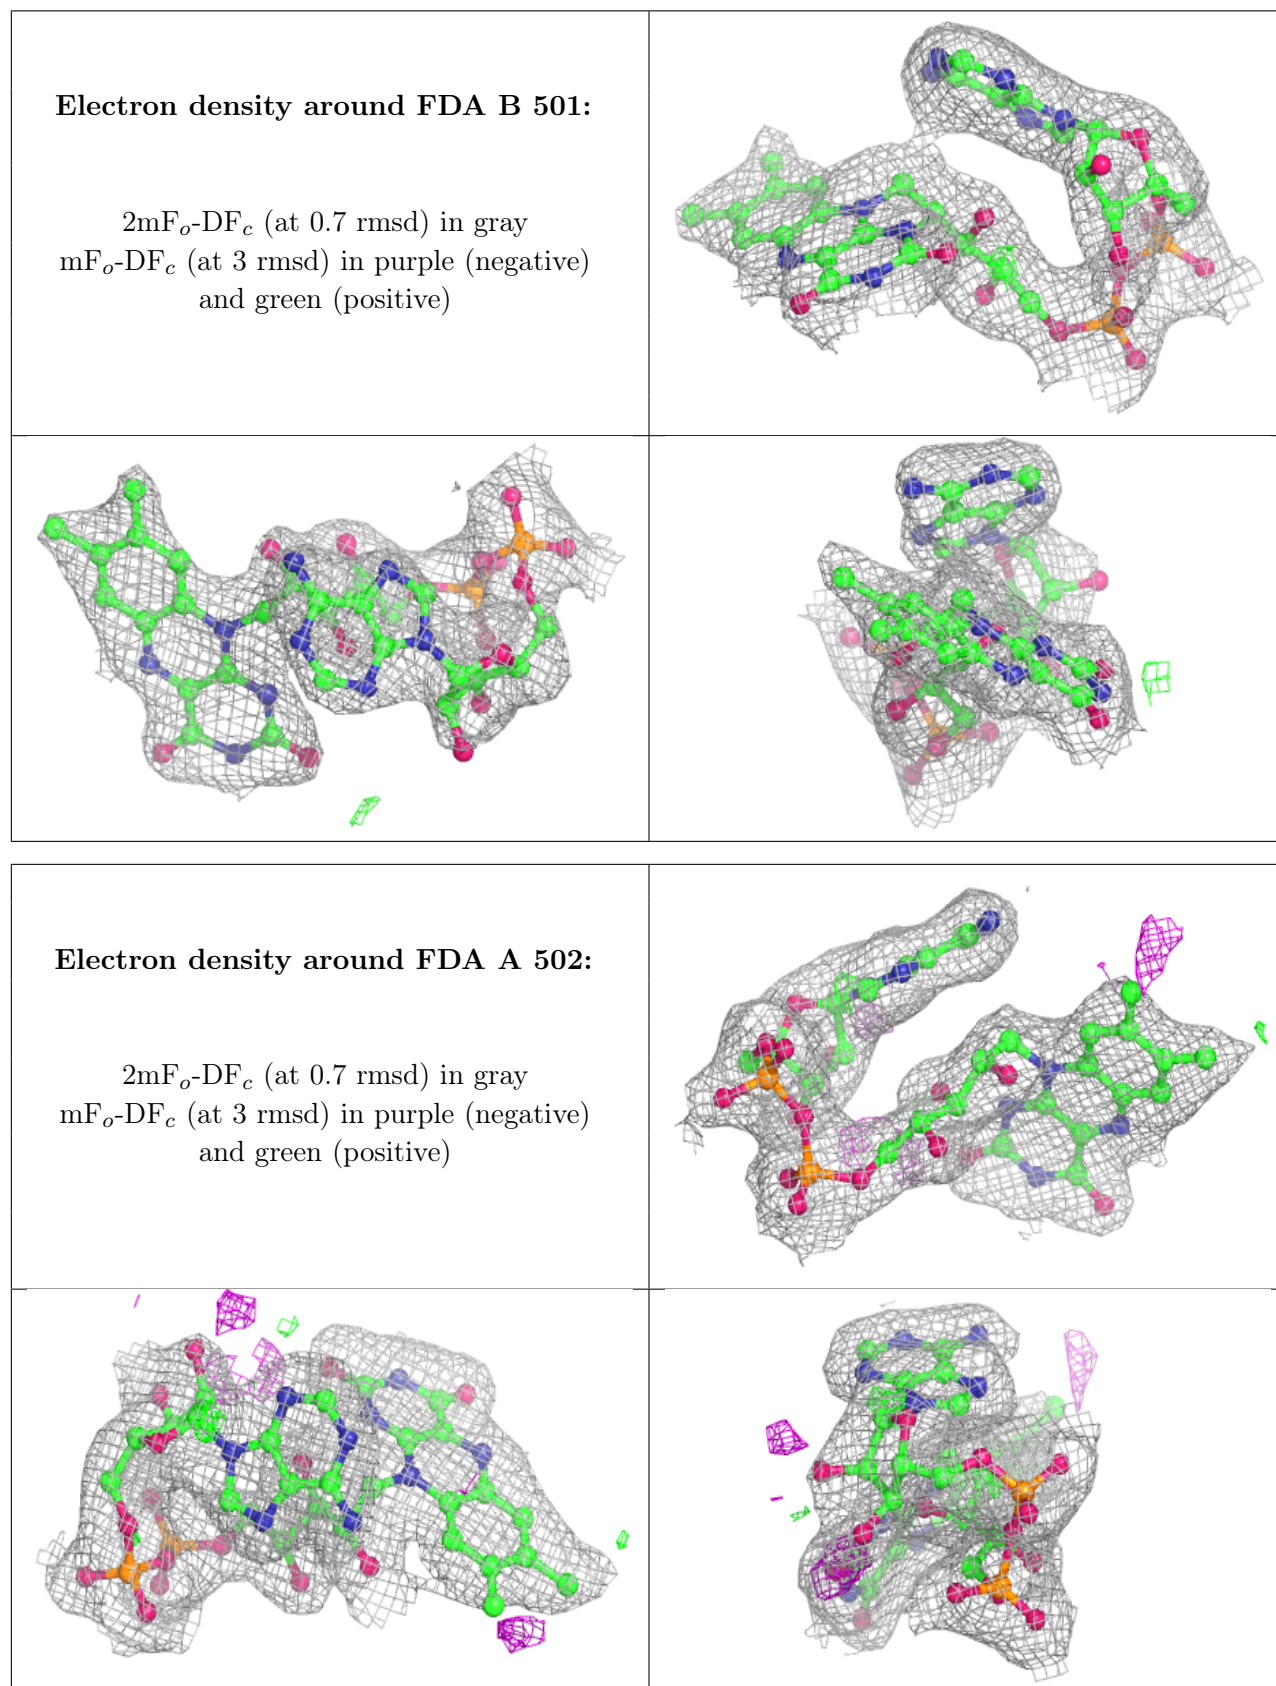 Electron density around FDA B 501:
2mFo-DFc (at 0.7 rmsd) in gray
mFo-DFc (at 3 rmsd) in purple (negative)
and green (positive)
Electron density around FDA A 502:
2mFo-DFc (at 0.7 rmsd) in gray
mFo-DFc (at 3 rmsd) in purple (negative)
and green (positive)